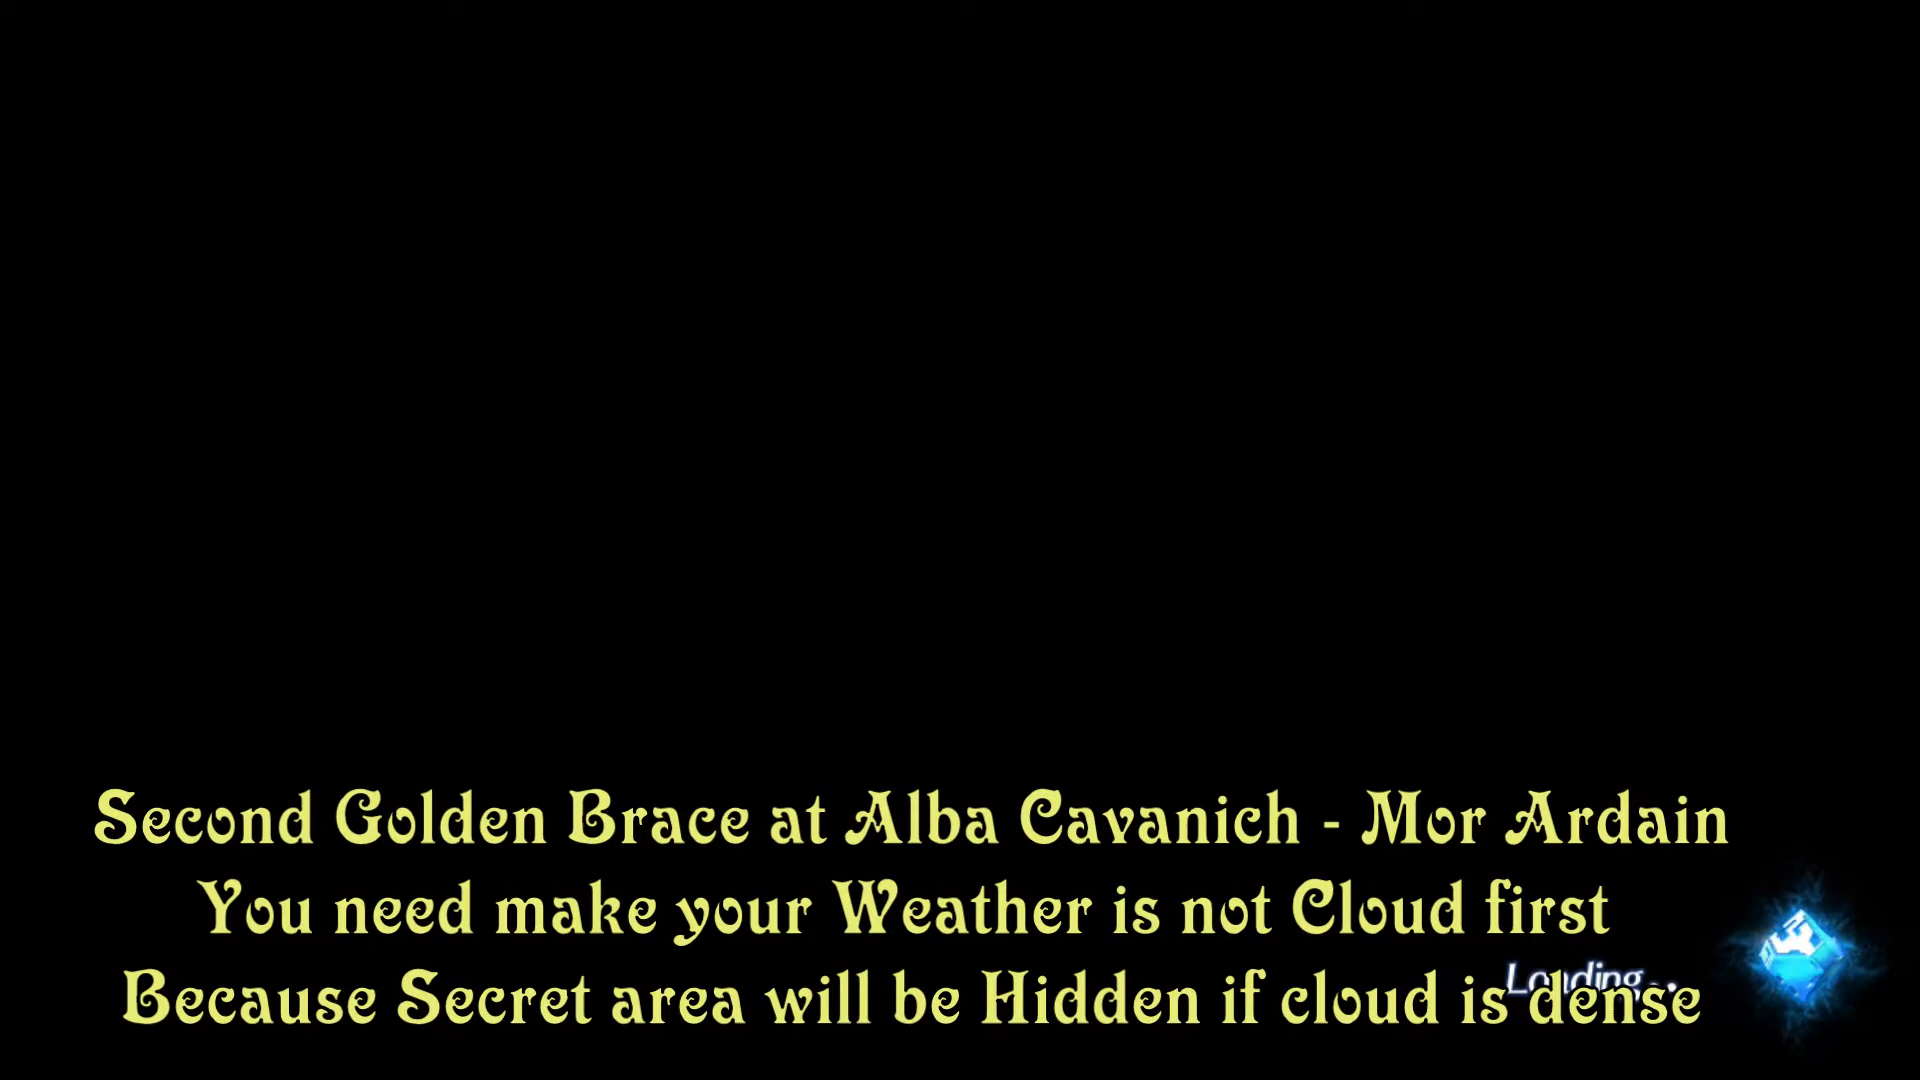 Second Golden Brace at Alba Cavanich - Mor Ardain
You need make your Weather is not Cloud first
Because Secret area will be Hidden if cloud is dense
Loading...